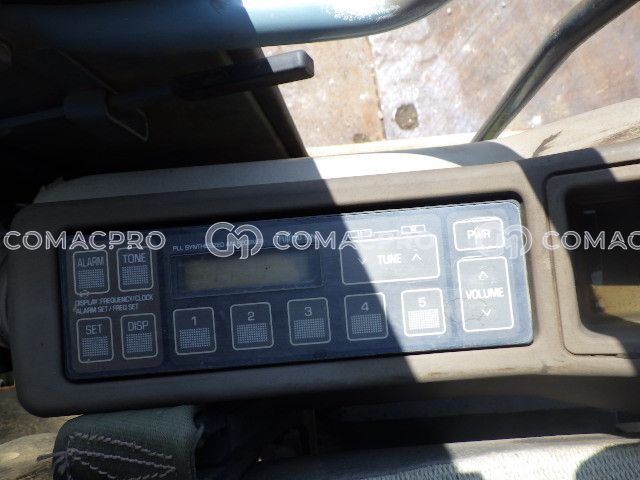 PLL SYNTHESIZED
PWR
ALARM
TONE
TUNE
VOLUME
DISPLAY FREQUENCY/CLOCK
ALARM SET / FREQ SET
SET
DISP
1
2
3
4
5
COMACPRO
COMACPRO
COMACPRO